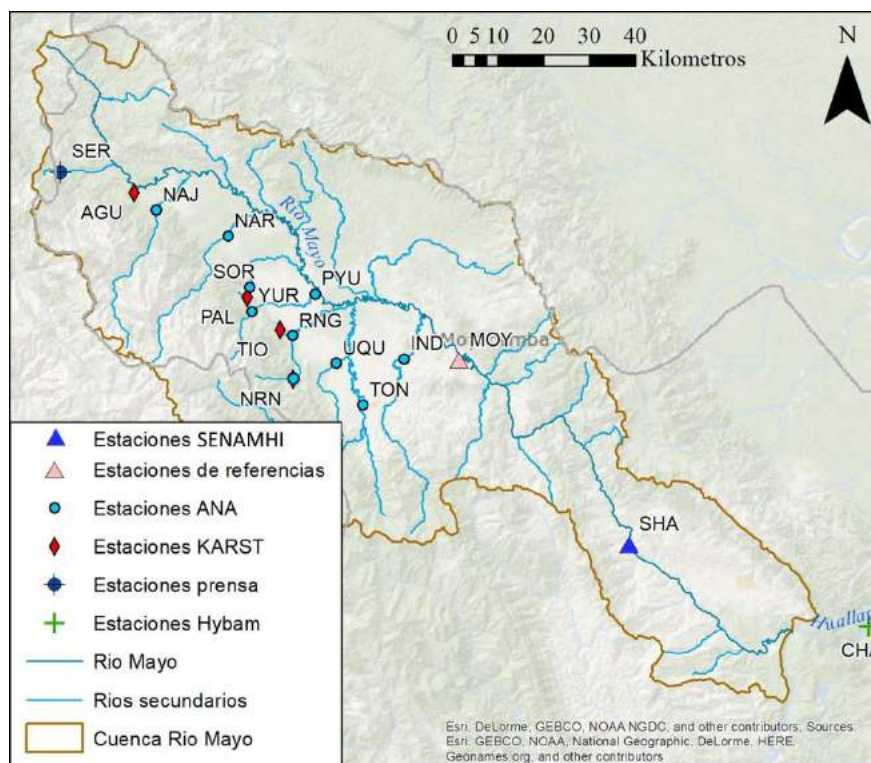 0 5 10 20 30 40
Kilometros
N
SER
AGU
NAJ
NAR
Rio Mayo
SOR
YUR
PYU
PAL
RNG
TIO
UQU
IND
MOY
NRN
TON
SHA
Huallag
CHA
Estaciones SENAMHI
Estaciones de referencias
Estaciones ANA
Estaciones KARST
Estaciones prensa
Estaciones Hybam
Rio Mayo
Rios secundarios
Cuenca Rio Mayo
Esri, DeLorme, GEBCO, NOAA NGDC, and other contributors; Sources:
Esri, GEBCO, NOAA, National Geographic, DeLorme, HERE,
Geonames.org, and other contributors